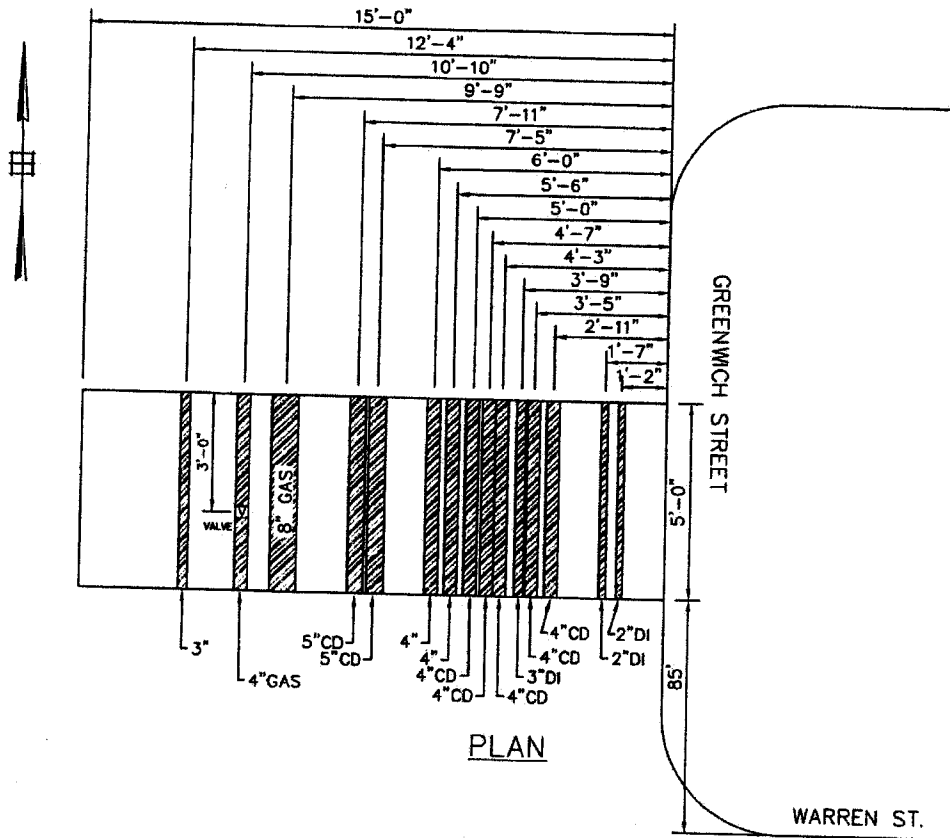 15'-0"
12'-4"
10'-10"
9'-9"
7'-11"
7'-5"
6'-0"
5'-6"
5'-0"
4'-7"
4'-3"
3'-9"
3'-5"
2'-11"
1'-7"
1'-2"
GREENWICH STREET
3'-0"
VALVE
8" GAS
5'-0"
3"
4"GAS
5"CD
5"CD
4"
4"
4"CD
4"CD
4"CD
3"DI
4"CD
4"CD
2"DI
2"DI
85'
PLAN
WARREN ST.